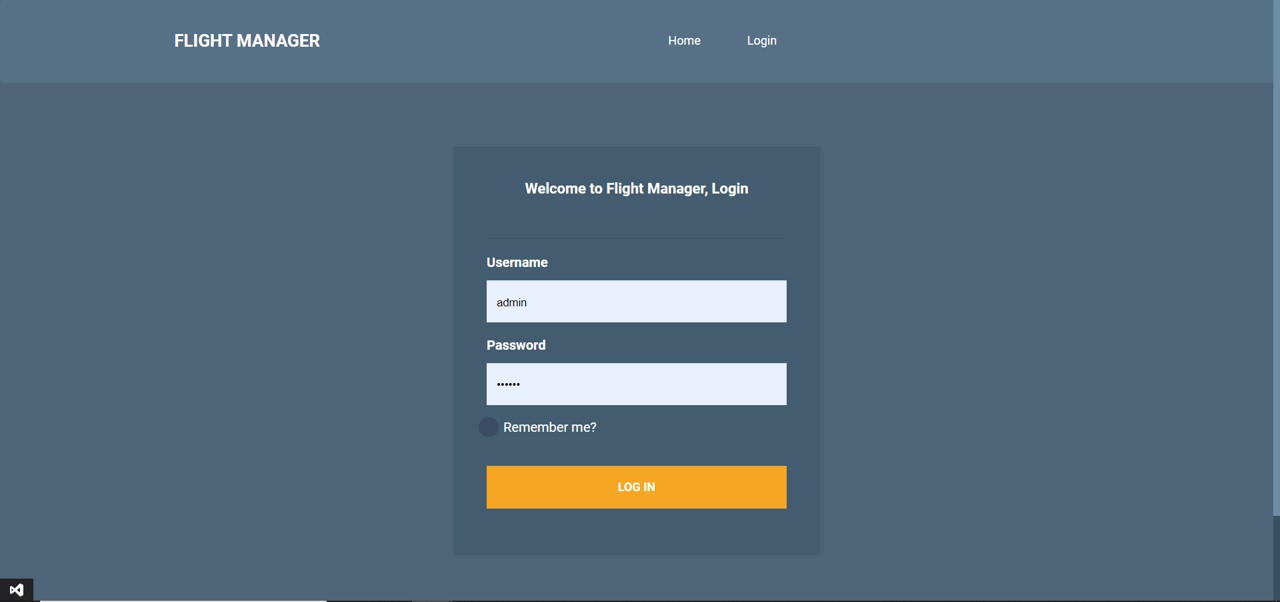 FLIGHT MANAGER
Home
Login
Welcome to Flight Manager, Login
Username
admin
Password
••••••
Remember me?
LOG IN